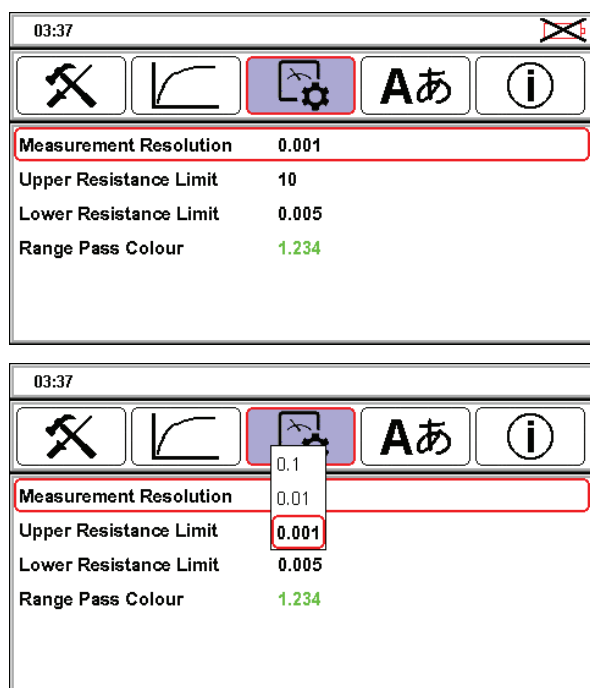 03:37
Aあ i
Measurement Resolution 0.001
Upper Resistance Limit 10
Lower Resistance Limit 0.005
Range Pass Colour 1.234
03:37
Aあ i
0.1
Measurement Resolution 0.01
Upper Resistance Limit 0.001
Lower Resistance Limit 0.005
Range Pass Colour 1.234